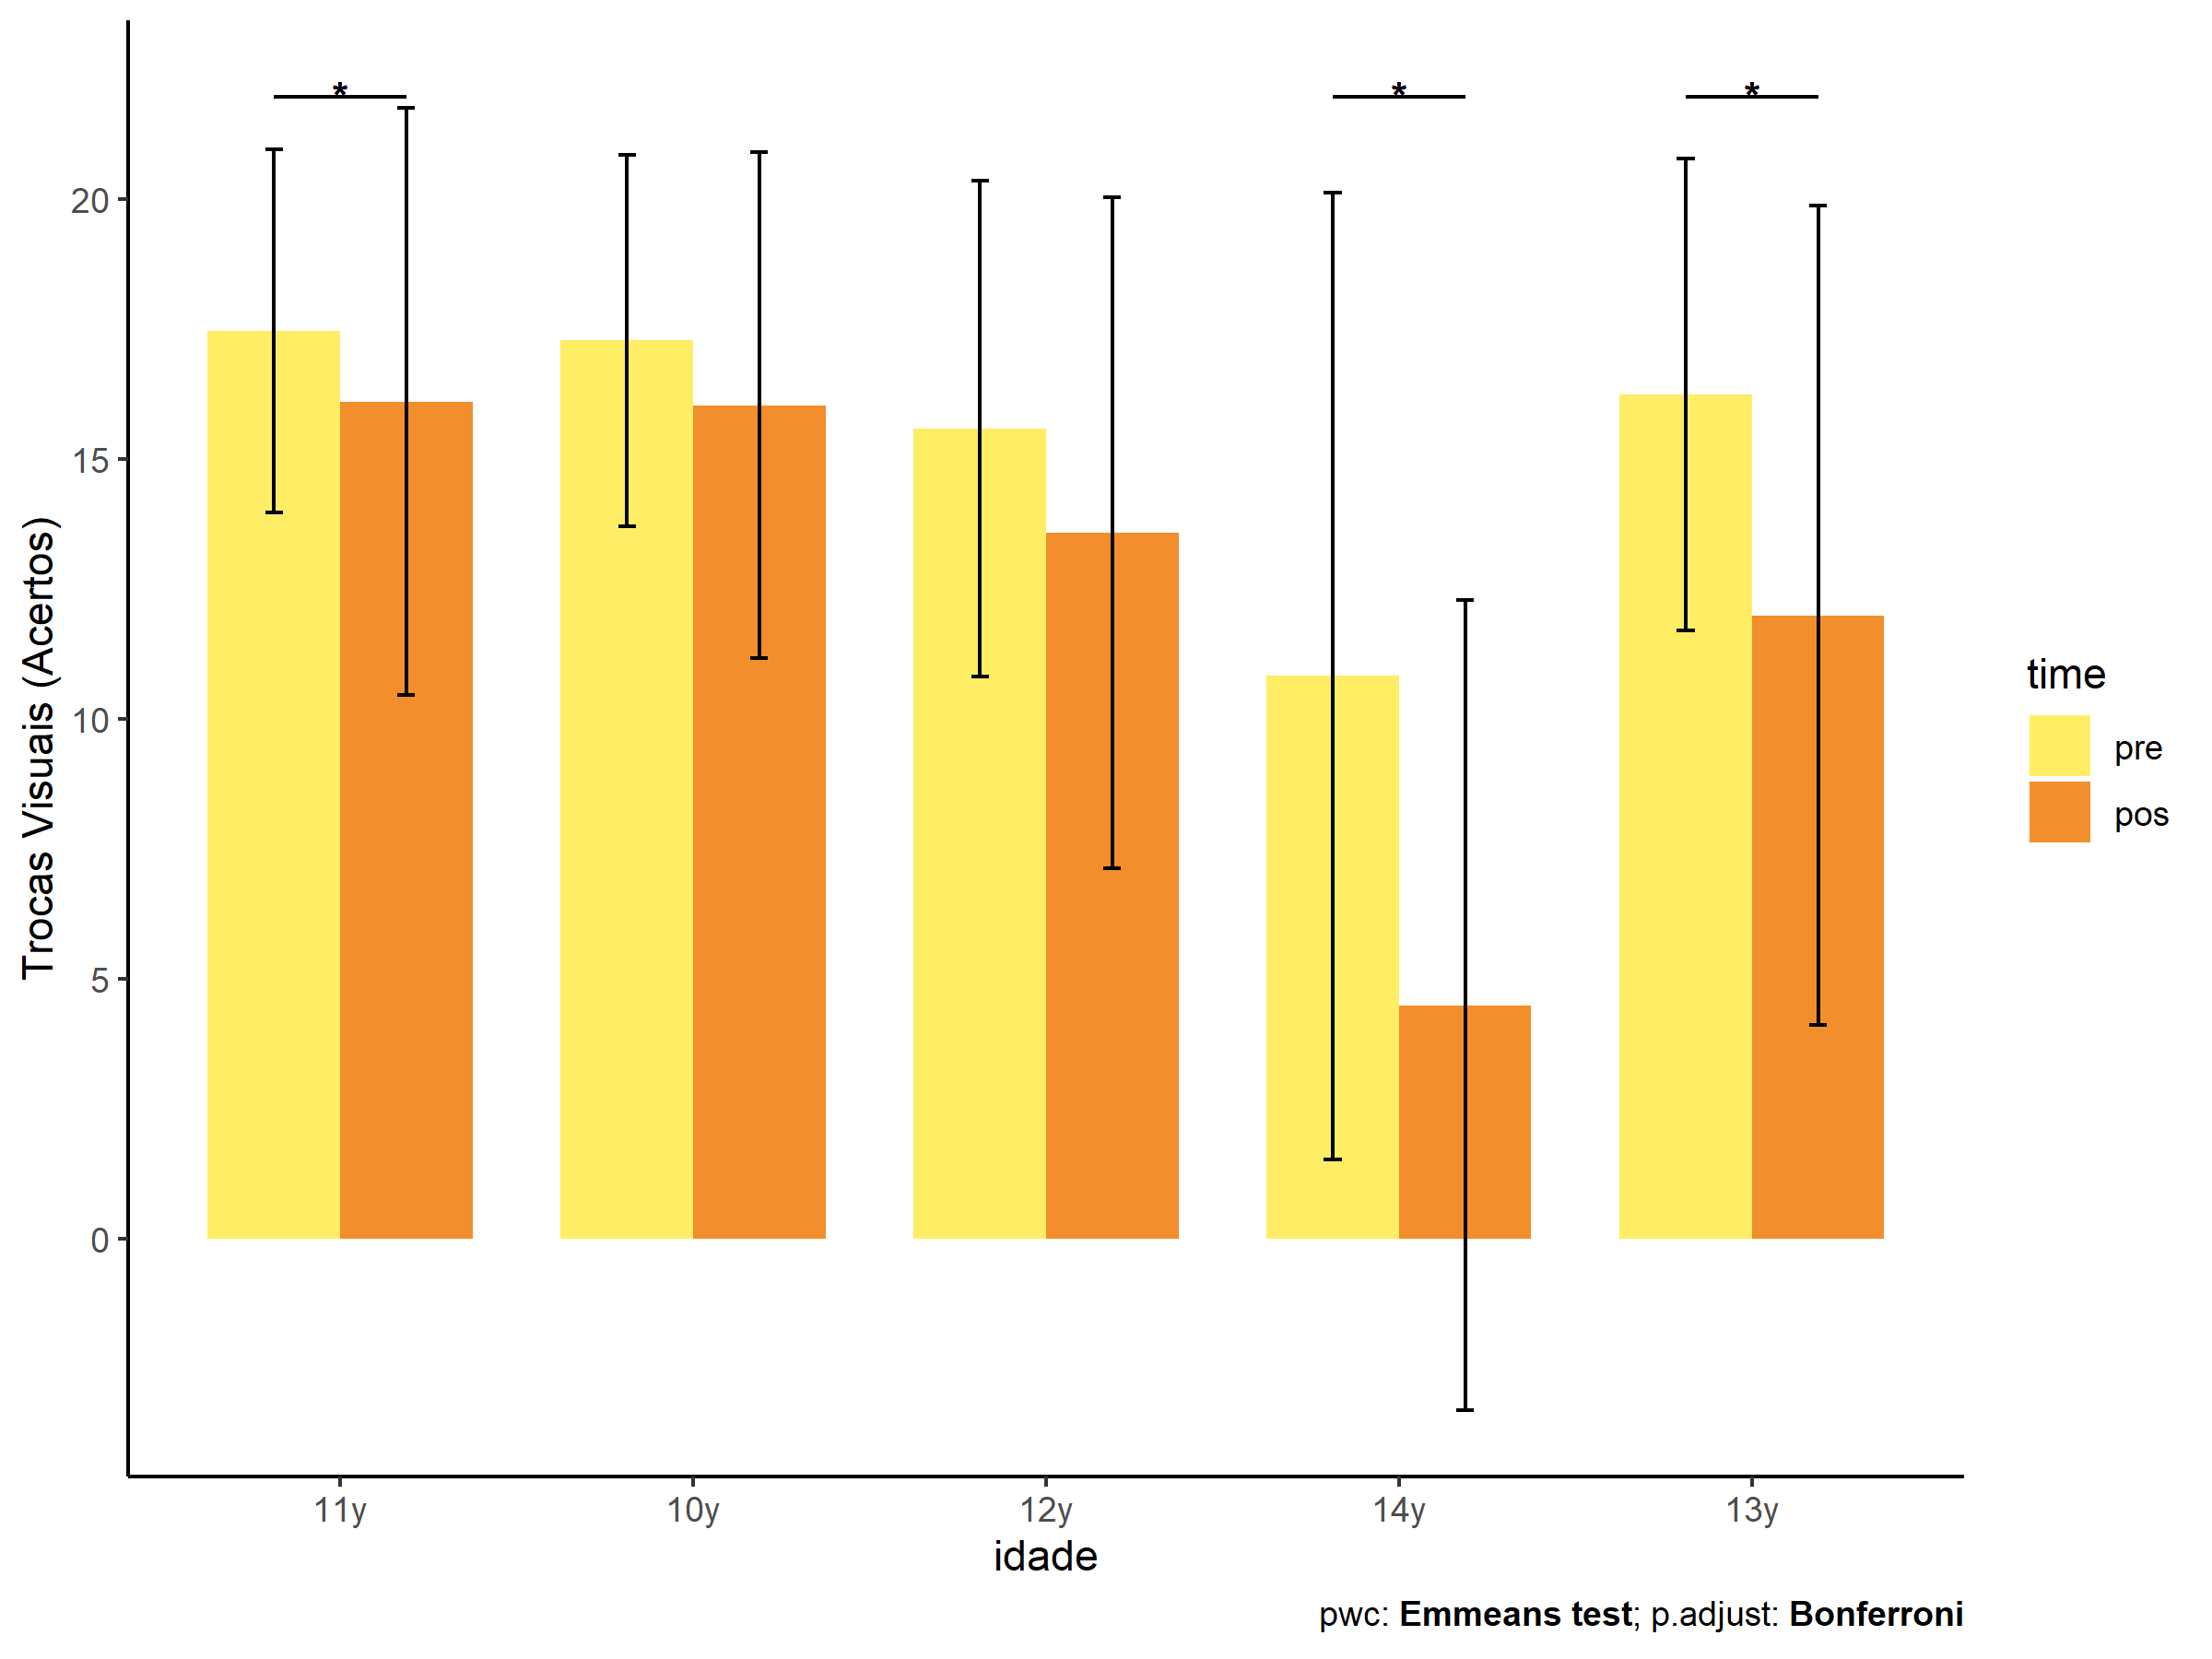 * * *
20
15
10
5
0
Trocas Visuais (Acertos)
11y 10y 12y 14y 13y
idade
time
pre
pos
pwc: Emmeans test; p.adjust: Bonferroni